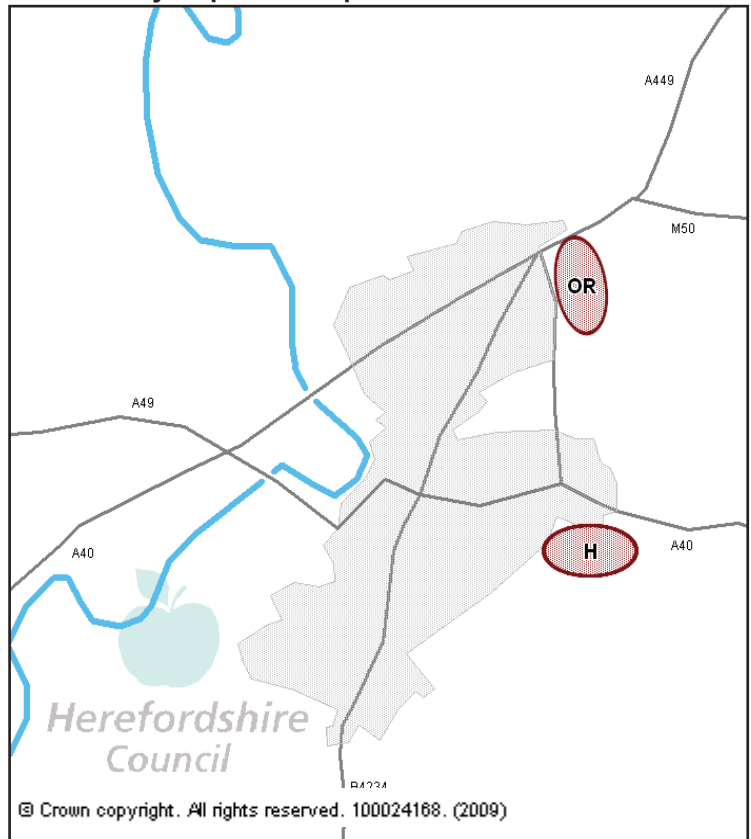 A449
M50
OR
A49
A40
H
A40
Herefordshire
Council
B4234
© Crown copyright. All rights reserved. 100024168. (2009)